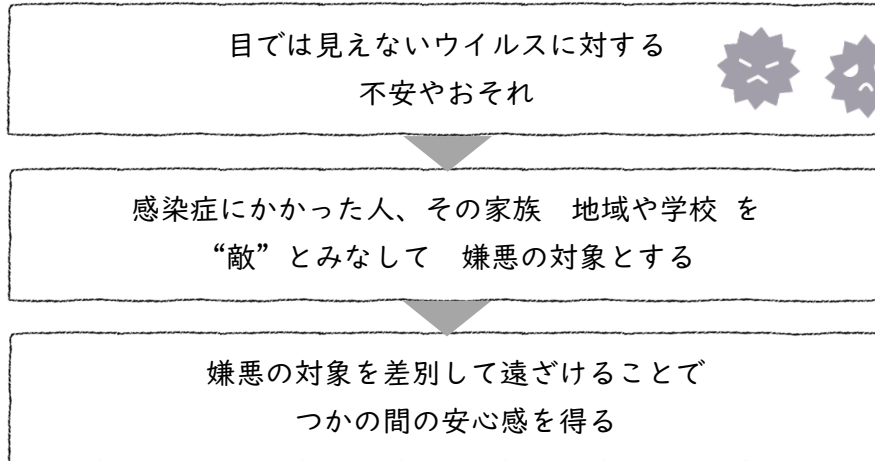 目では見えないウイルスに対する
不安やおそれ
感染症にかかった人、その家族　地域や学校 を
“敵”とみなして　嫌悪の対象とする
嫌悪の対象を差別して遠ざけることで
つかの間の安心感を得る